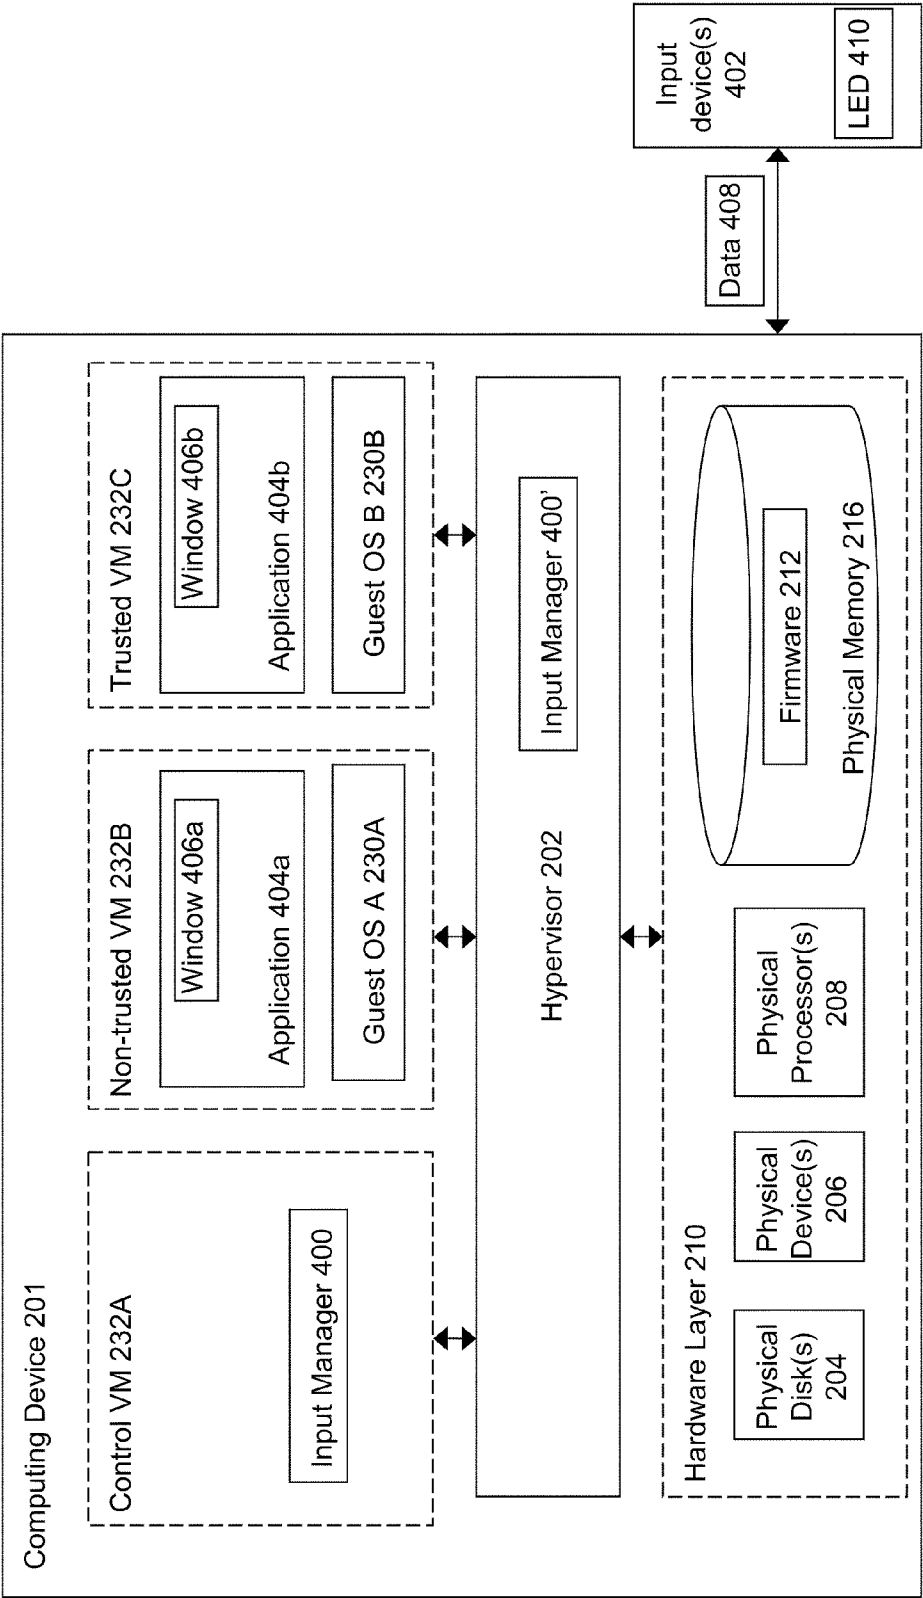 Computing Device 201
Control VM 232A
Input Manager 400
Non-trusted VM 232B
Window 406a
Application 404a
Guest OS A 230A
Trusted VM 232C
Window 406b
Application 404b
Guest OS B 230B
Hypervisor 202
Input Manager 400'
Hardware Layer 210
Physical
Disk(s)
204
Physical
Device(s)
206
Physical
Processor(s)
208
Firmware 212
Physical Memory 216
Data 408
Input
device(s)
402
LED 410